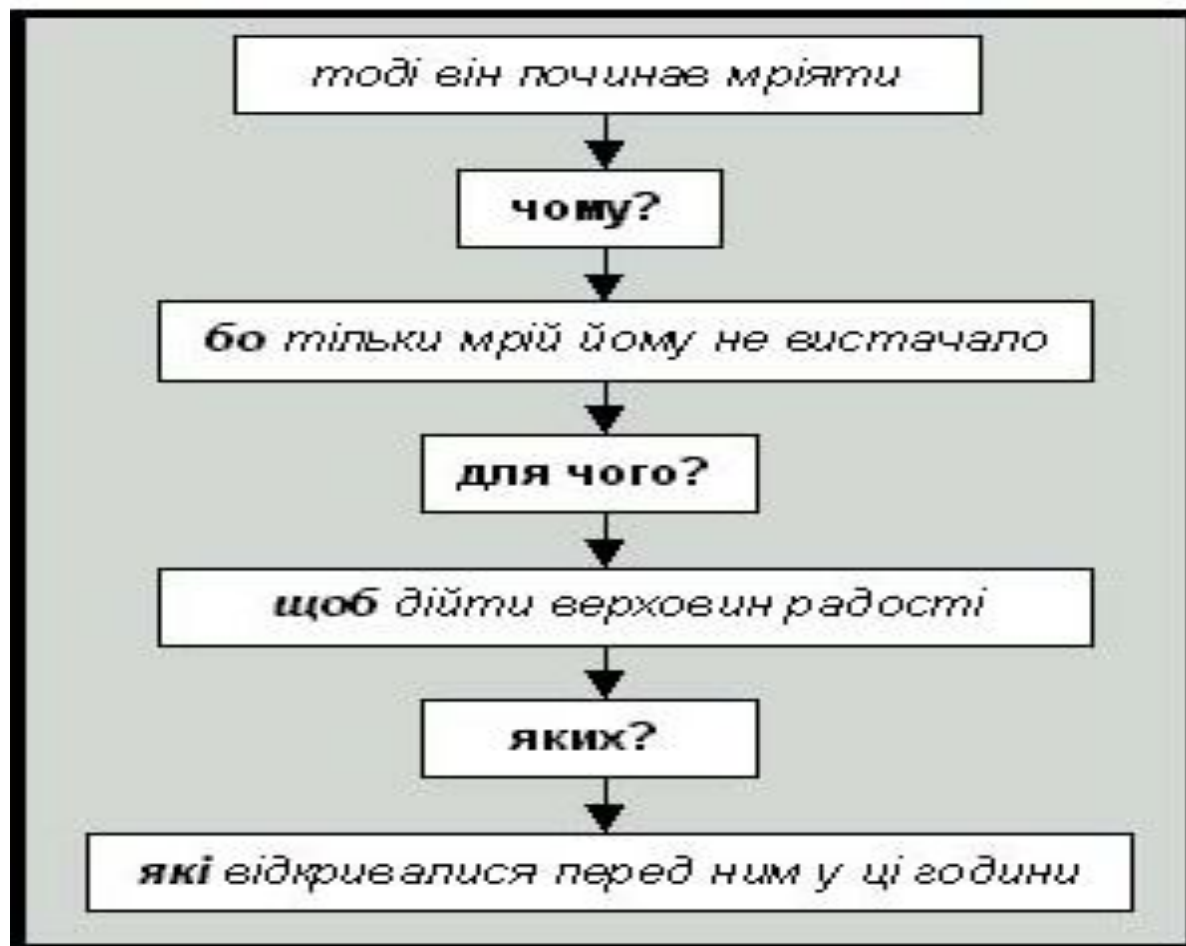 тоді він починав мріяти
чому?
бо тільки мрій йому не вистачало
для чого?
щоб дійти верховин радості
яких?
які відкривалися перед ним у ці години